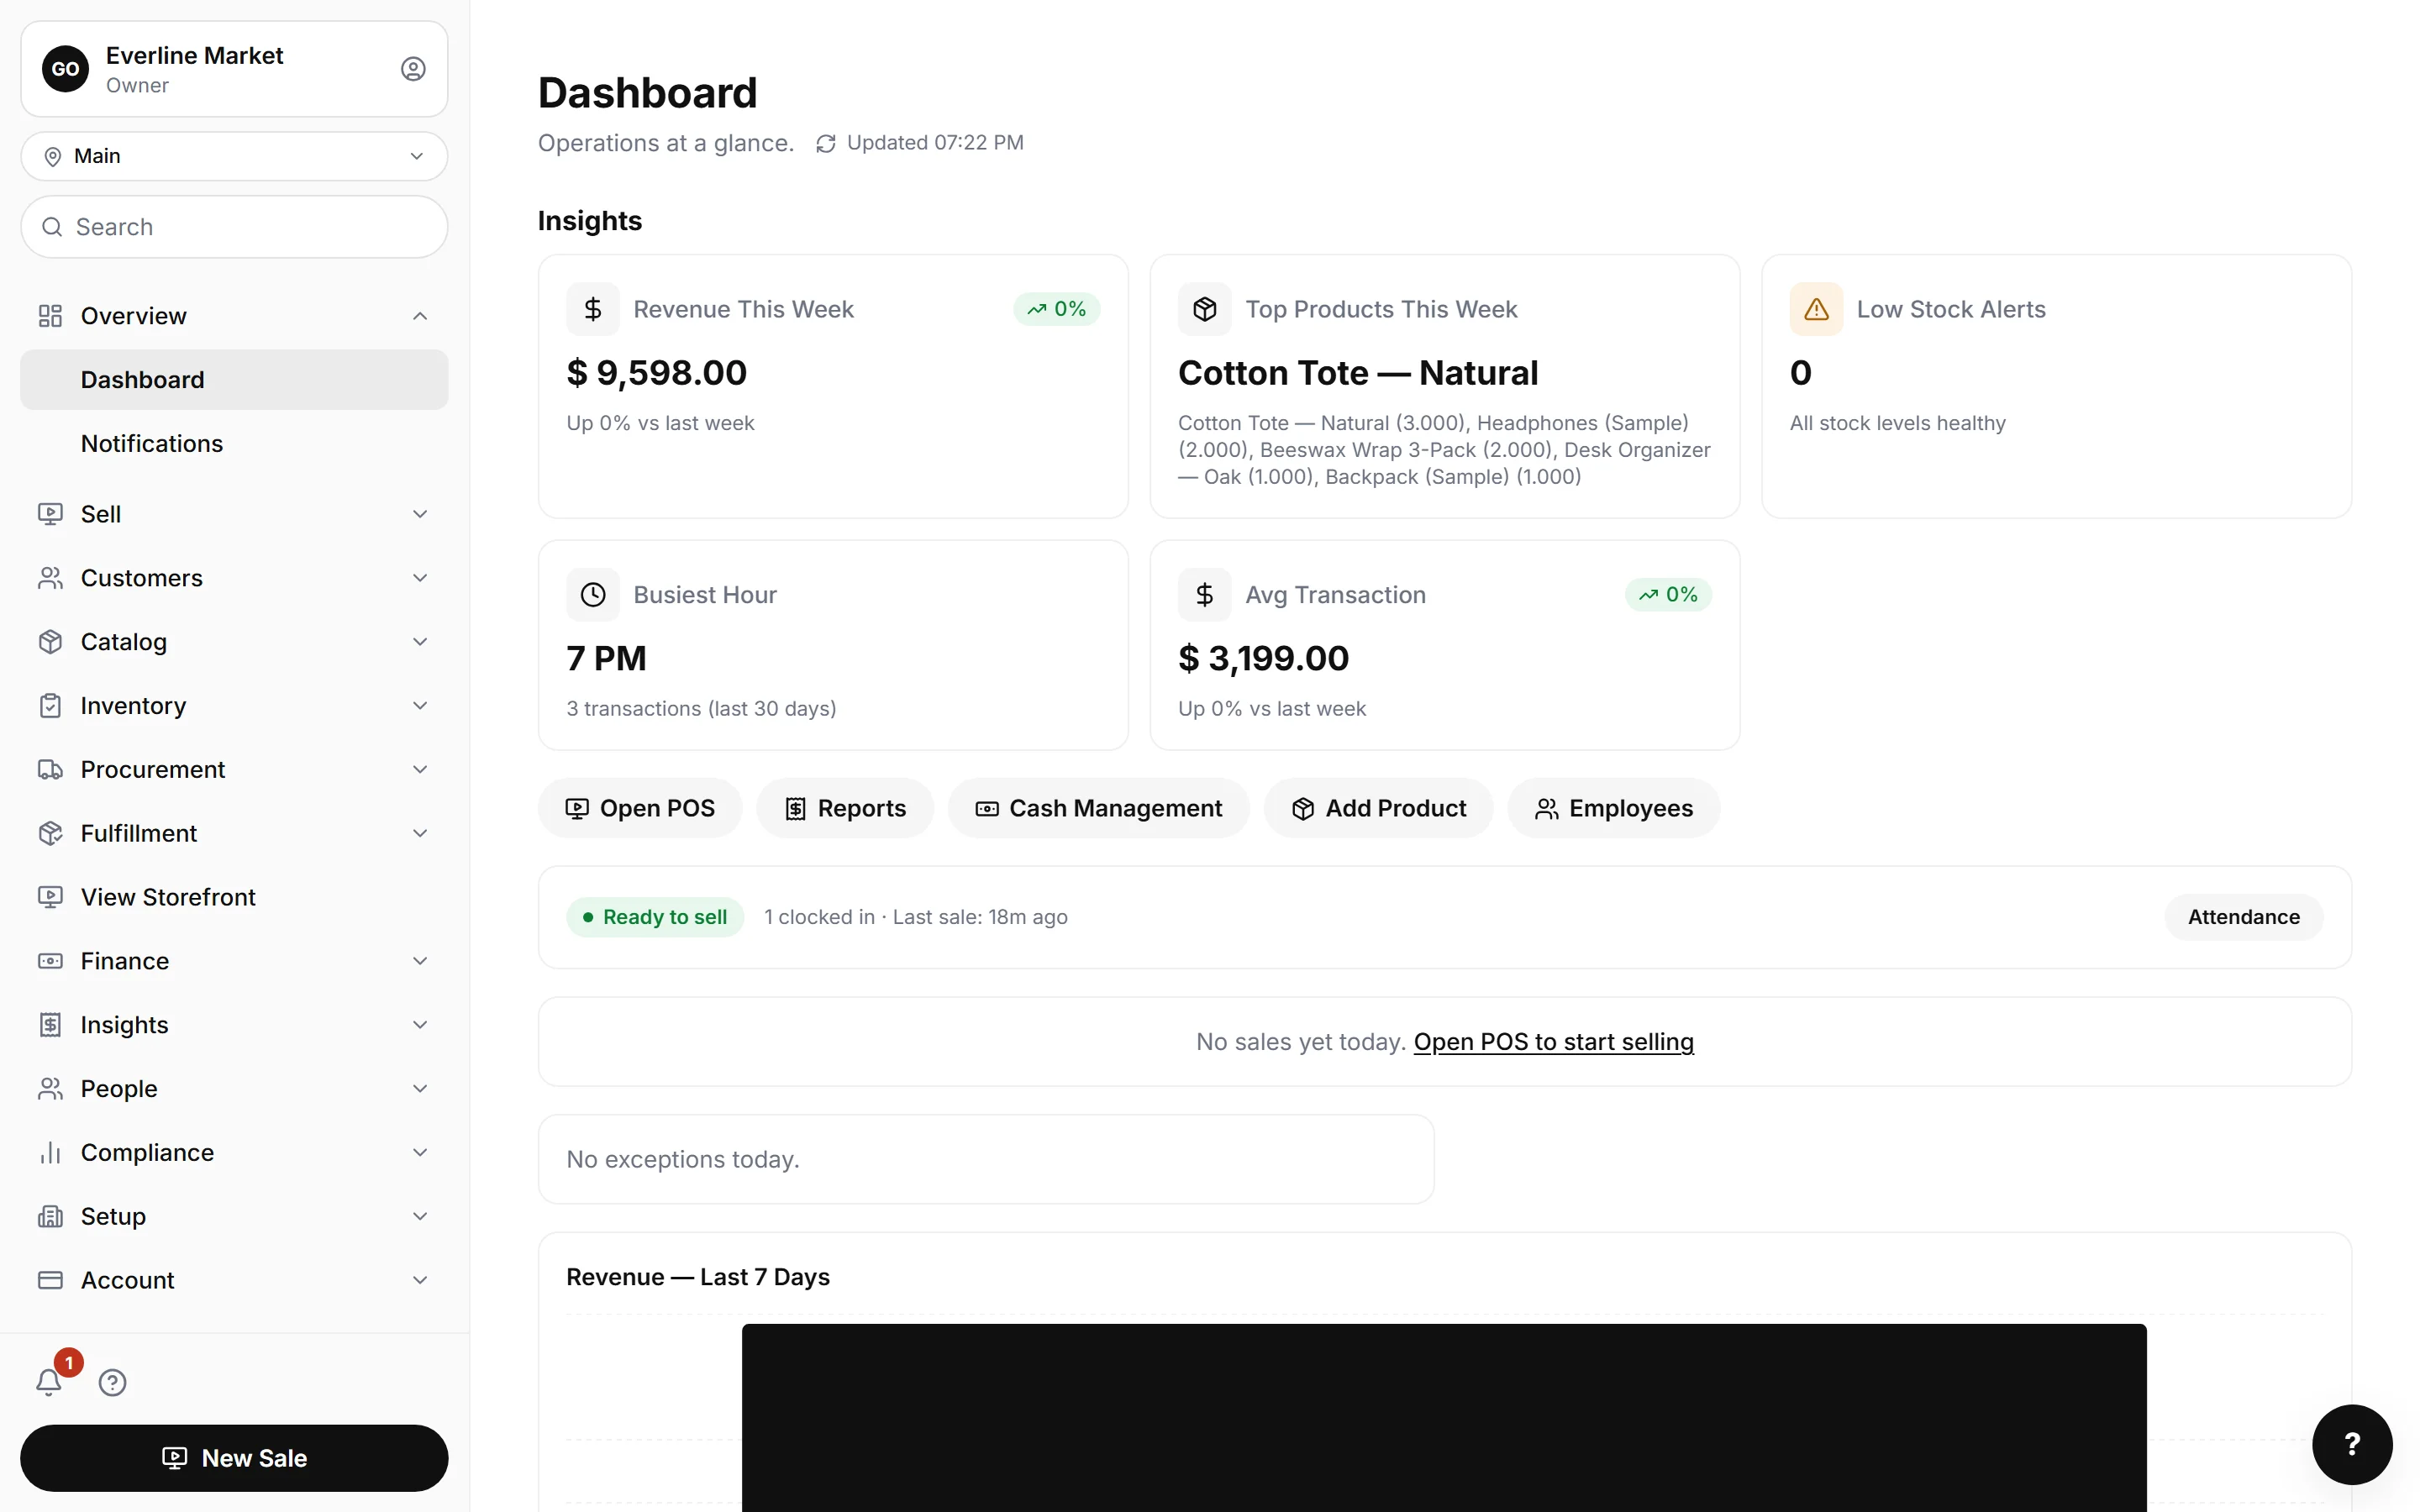 GO
Everline Market
Owner
Main
Search
Overview
Dashboard
Notifications
Sell
Customers
Catalog
Inventory
Procurement
Fulfillment
View Storefront
Finance
Insights
People
Compliance
Setup
Account
1
New Sale
Dashboard
Operations at a glance. Updated 07:22 PM
Insights
Revenue This Week 0%
$ 9,598.00
Up 0% vs last week
Top Products This Week
Cotton Tote — Natural
Cotton Tote — Natural (3.000), Headphones (Sample)
(2.000), Beeswax Wrap 3-Pack (2.000), Desk Organizer
— Oak (1.000), Backpack (Sample) (1.000)
Low Stock Alerts
0
All stock levels healthy
Busiest Hour
7 PM
3 transactions (last 30 days)
Avg Transaction 0%
$ 3,199.00
Up 0% vs last week
Open POS Reports Cash Management Add Product Employees
Ready to sell 1 clocked in · Last sale: 18m ago Attendance
No sales yet today. Open POS to start selling
No exceptions today.
Revenue — Last 7 Days
?